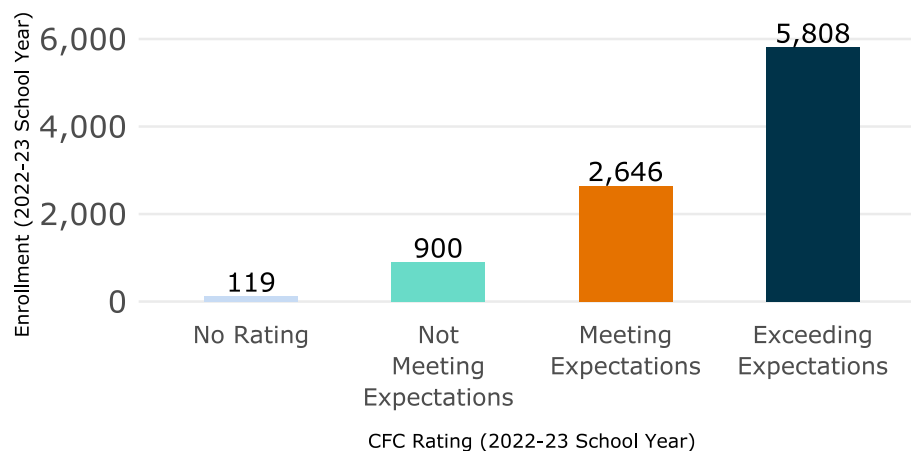 Enrollment (2022-23 School Year)
6,000
4,000
2,000
0
119
900
2,646
5,808
No Rating
Not
Meeting
Expectations
Meeting
Expectations
Exceeding
Expectations
CFC Rating (2022-23 School Year)